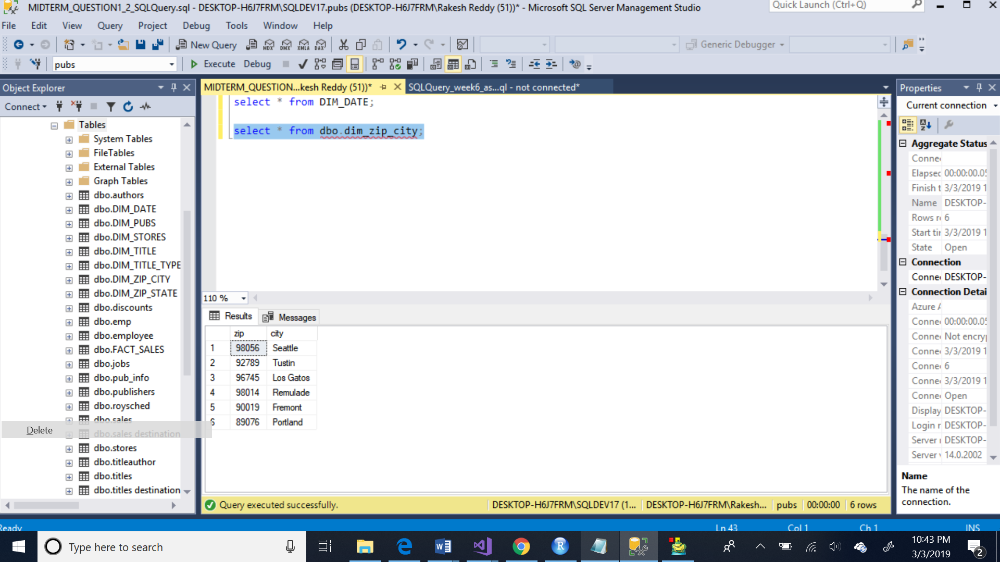 MIDTERM_QUESTION1_2_SQLQuery.sql - DESKTOP-H6J7FRM\SQLDEV17.pubs (DESKTOP-H6J7FRM\Rakesh Reddy (51))* - Microsoft SQL Server Management Studio
Quick Launch (Ctrl+Q)
File Edit View Query Project Debug Tools Window Help
New Query
MDX DMX XMLA DAX
Generic Debugger
pubs
Execute Debug
Object Explorer
Connect
Tables
System Tables
FileTables
External Tables
Graph Tables
dbo.authors
dbo.DIM_DATE
dbo.DIM_PUBS
dbo.DIM_STORES
dbo.DIM_TITLE
dbo.DIM_TITLE_TYPE
dbo.DIM_ZIP_CITY
dbo.DIM_ZIP_STATE
dbo.discounts
dbo.emp
dbo.employee
dbo.FACT_SALES
dbo.jobs
dbo.pub_info
dbo.publishers
dbo.roysched
dbo.sales
Delete
dbo.sales destination
dbo.stores
dbo.titleauthor
dbo.titles
dbo.titles destination
MIDTERM_QUESTION...kesh Reddy (51))*
SQLQuery_week6_as...ql - not connected*
select * from DIM_DATE;
select * from dbo.dim_zip_city;
110 %
Results Messages
zip city
1 98056 Seattle
2 92789 Tustin
3 96745 Los Gatos
4 98014 Remulade
5 90019 Fremont
6 89076 Portland
Query executed successfully.
DESKTOP-H6J7FRM\SQLDEV17 (1... DESKTOP-H6J7FRM\Rakesh... pubs 00:00:00 6 rows
Properties
Current connection
Aggregate Status
Conne
Elapsed 00:00:00.05
Finish t 3/3/2019 1
Name DESKTOP-
Rows r 6
Start tir 3/3/2019 1
State Open
Connection
Conne DESKTOP-
Connection Detai
Azure A
Conne 00:00:00.05
Conne Not encryp
Conne 3/3/2019 1
Conne 6
Conne 3/3/2019 1
Conne Open
Display DESKTOP-
Login r DESKTOP-
Server DESKTOP-
Server v 14.0.2002
Name
The name of the
connection.
Ready
Ln 43 Col 1 Ch 1 INS
Type here to search
10:43 PM
3/3/2019
2